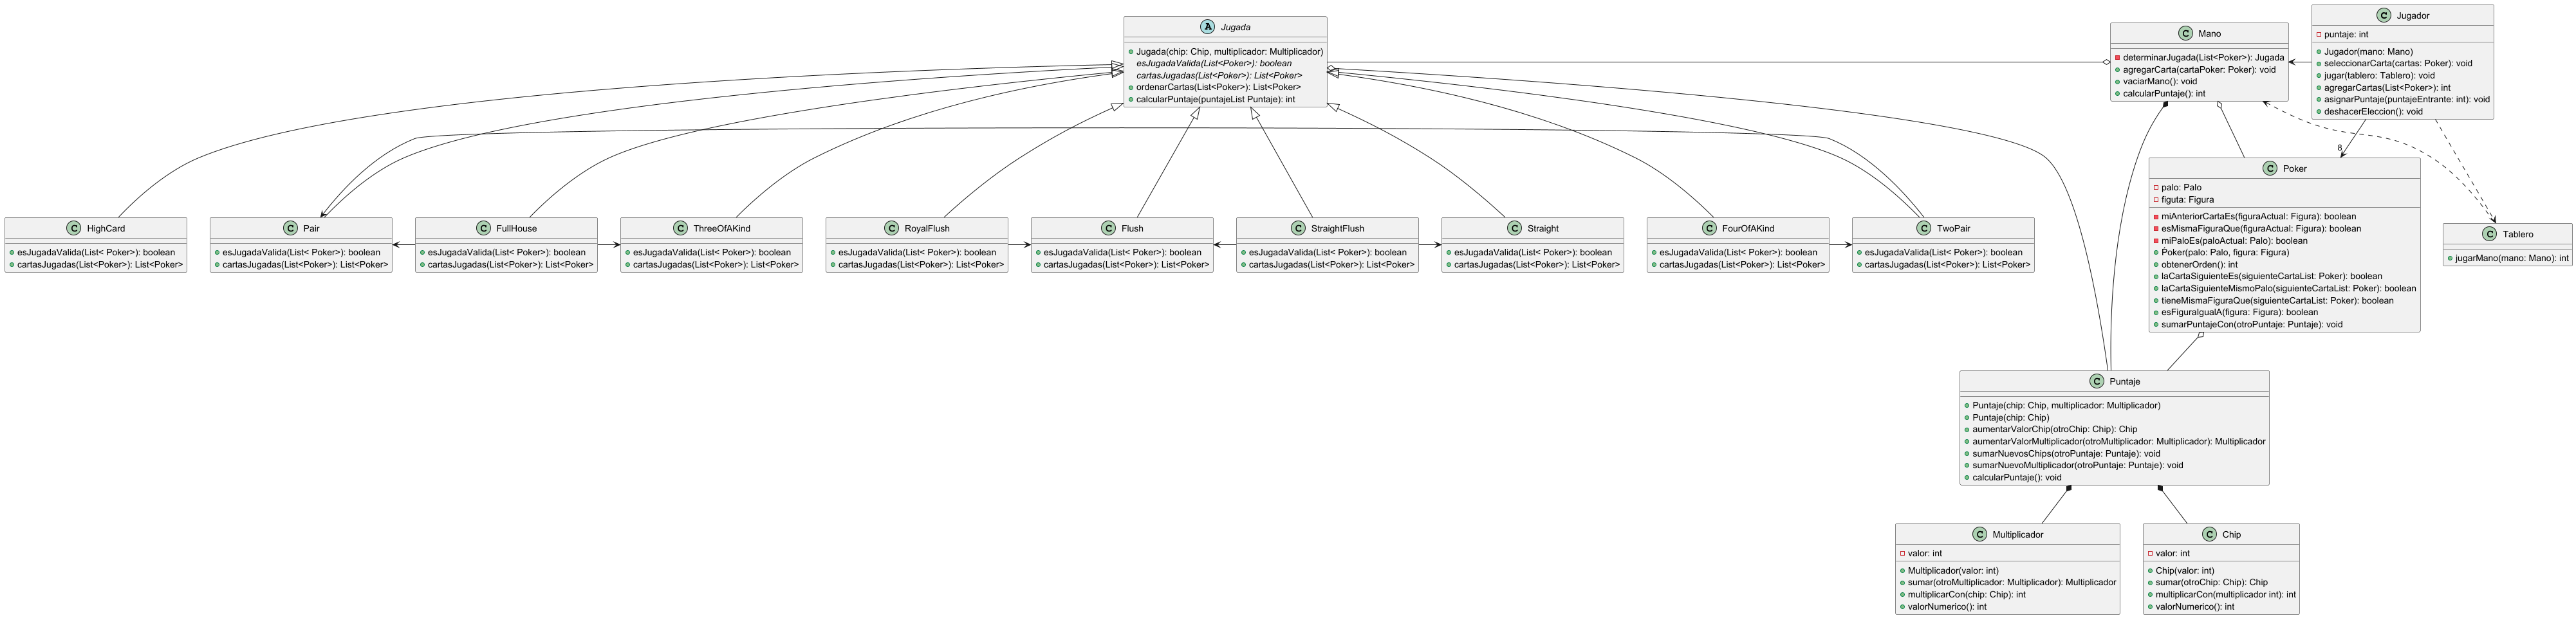 A Jugada
Jugada(chip: Chip, multiplicador: Multiplicador)
esJugadaValida(List<Poker>): boolean
cartasJugadas(List<Poker>): List<Poker>
ordenarCartas(List<Poker>): List<Poker>
calcularPuntaje(puntajeList Puntaje): int
C Mano
determinarJugada(List<Poker>): Jugada
agregarCarta(cartaPoker: Poker): void
vaciarMano(): void
calcularPuntaje(): int
C Jugador
puntaje: int
Jugador(mano: Mano)
seleccionarCarta(cartas: Poker): void
jugar(tablero: Tablero): void
agregarCartas(List<Poker>): int
asignarPuntaje(puntajeEntrante: int): void
deshacerEleccion(): void
8
C HighCard
esJugadaValida(List< Poker>): boolean
cartasJugadas(List<Poker>): List<Poker>
C Pair
esJugadaValida(List< Poker>): boolean
cartasJugadas(List<Poker>): List<Poker>
C FullHouse
esJugadaValida(List< Poker>): boolean
cartasJugadas(List<Poker>): List<Poker>
C ThreeOfAKind
esJugadaValida(List< Poker>): boolean
cartasJugadas(List<Poker>): List<Poker>
C RoyalFlush
esJugadaValida(List< Poker>): boolean
cartasJugadas(List<Poker>): List<Poker>
C Flush
esJugadaValida(List< Poker>): boolean
cartasJugadas(List<Poker>): List<Poker>
C StraightFlush
esJugadaValida(List< Poker>): boolean
cartasJugadas(List<Poker>): List<Poker>
C Straight
esJugadaValida(List< Poker>): boolean
cartasJugadas(List<Poker>): List<Poker>
C FourOfAKind
esJugadaValida(List< Poker>): boolean
cartasJugadas(List<Poker>): List<Poker>
C TwoPair
esJugadaValida(List< Poker>): boolean
cartasJugadas(List<Poker>): List<Poker>
C Poker
palo: Palo
figuta: Figura
miAnteriorCartaEs(figuraActual: Figura): boolean
esMismaFigura(figuraActual: Figura): boolean
miPaloEs(paloActual: Palo): boolean
Ṕoker(palo: Palo, figura: Figura)
obtenerOrden(): int
laCartaSiguienteEs(siguienteCartaList: Poker): boolean
laCartaSiguienteMismoPalo(siguienteCartaList: Poker): boolean
tieneMismaFiguraQue(siguienteCartaList: Poker): boolean
esFiguraIgualA(figura: Figura): boolean
sumarPuntajeCon(otroPuntaje: Puntaje): void
C Tablero
jugarMano(mano: Mano): int
C Puntaje
Puntaje(chip: Chip, multiplicador: Multiplicador)
Puntaje(chip: Chip)
aumentarValorChip(otroChip: Chip): Chip
aumentarValorMultiplicador(otroMultiplicador: Multiplicador): Multiplicador
sumarNuevosChips(otroPuntaje: Puntaje): void
sumarNuevoMultiplicador(otroPuntaje: Puntaje): void
calcularPuntaje(): void
C Multiplicador
valor: int
Multiplicador(valor: int)
sumar(otroMultiplicador: Multiplicador): Multiplicador
multiplicarCon(chip: Chip): int
valorNumerico(): int
C Chip
valor: int
Chip(valor: int)
sumar(otroChip: Chip): Chip
multiplicarCon(multiplicador int): int
valorNumerico(): int